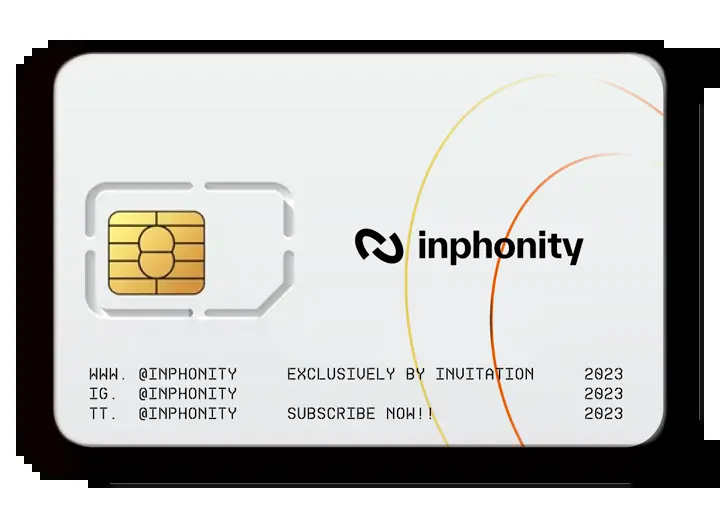 inphonity
WWW. @INPHONITY EXCLUSIVELY BY INVITATION 2023
IG. @INPHONITY 2023
TT. @INPHONITY SUBSCRIBE NOW!! 2023